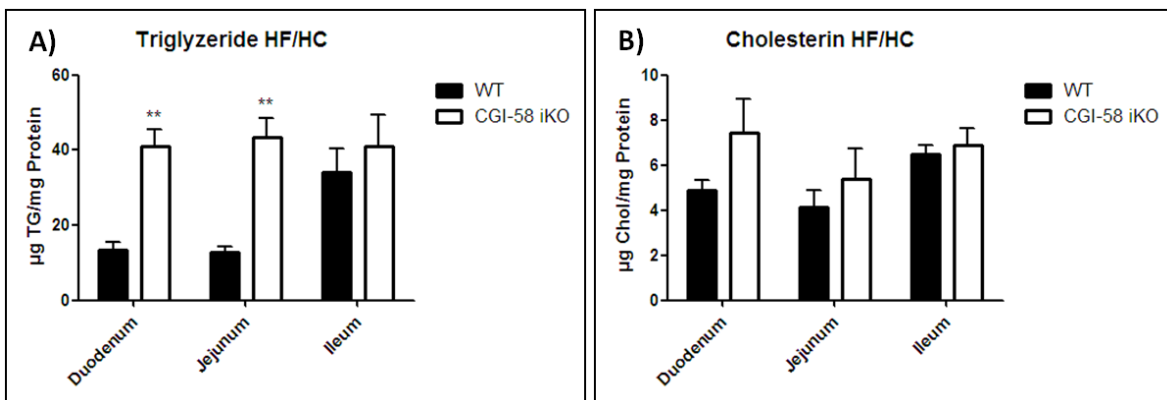 A)
Triglyzeride HF/HC
µg TG/mg Protein
60
40
20
0
**
**
WT
CGI-58 iKO
Duodenum
Jejunum
Ileum
B)
Cholesterin HF/HC
µg Chol/mg Protein
10
8
6
4
2
0
WT
CGI-58 iKO
Duodenum
Jejunum
Ileum